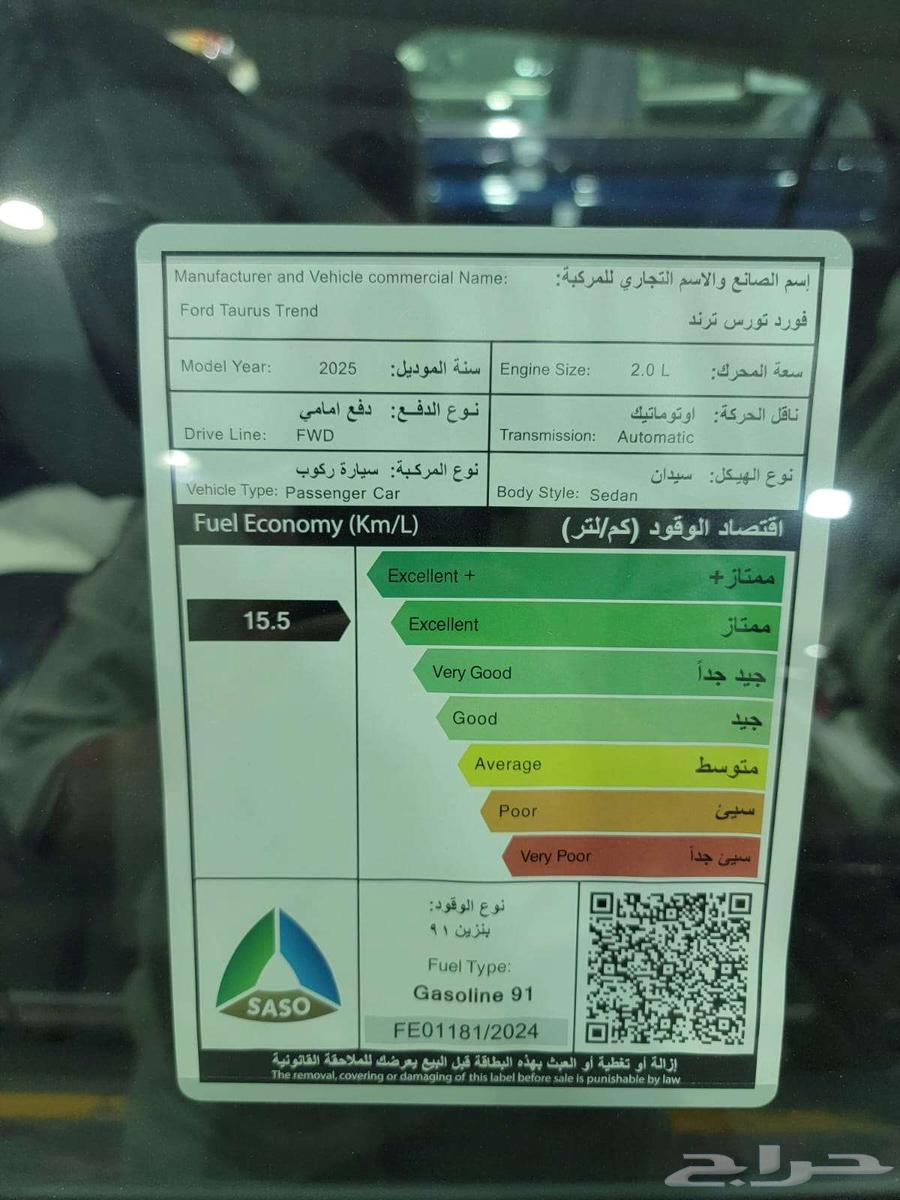 Manufacturer and Vehicle commercial Name: إسم الصانع والاسم التجاري للمركبة:
Ford Taurus Trend فورد تورس ترند
Model Year: 2025 سنة الموديل:
Engine Size: 2.0 L سعة المحرك:
نوع الدفع: دفع امامي
Drive Line: FWD
ناقل الحركة: اوتوماتيك
Transmission: Automatic
نوع المركبة: سيارة ركوب
Vehicle Type: Passenger Car
نوع الهيكل: سيدان
Body Style: Sedan
Fuel Economy (Km/L) اقتصاد الوقود (كم/لتر)
15.5
Excellent + ممتاز+
Excellent ممتاز
Very Good جيد جداً
Good جيد
Average متوسط
Poor سيئ
Very Poor سيئ جداً
SASO
نوع الوقود:
بنزين ٩١
Fuel Type:
Gasoline 91
FE01181/2024
إزالة أو تغطية أو العبث بهذه البطاقة قبل البيع يعرضك للملاحقة القانونية
The removal, covering or damaging of this label before sale is punishable by law
حراج